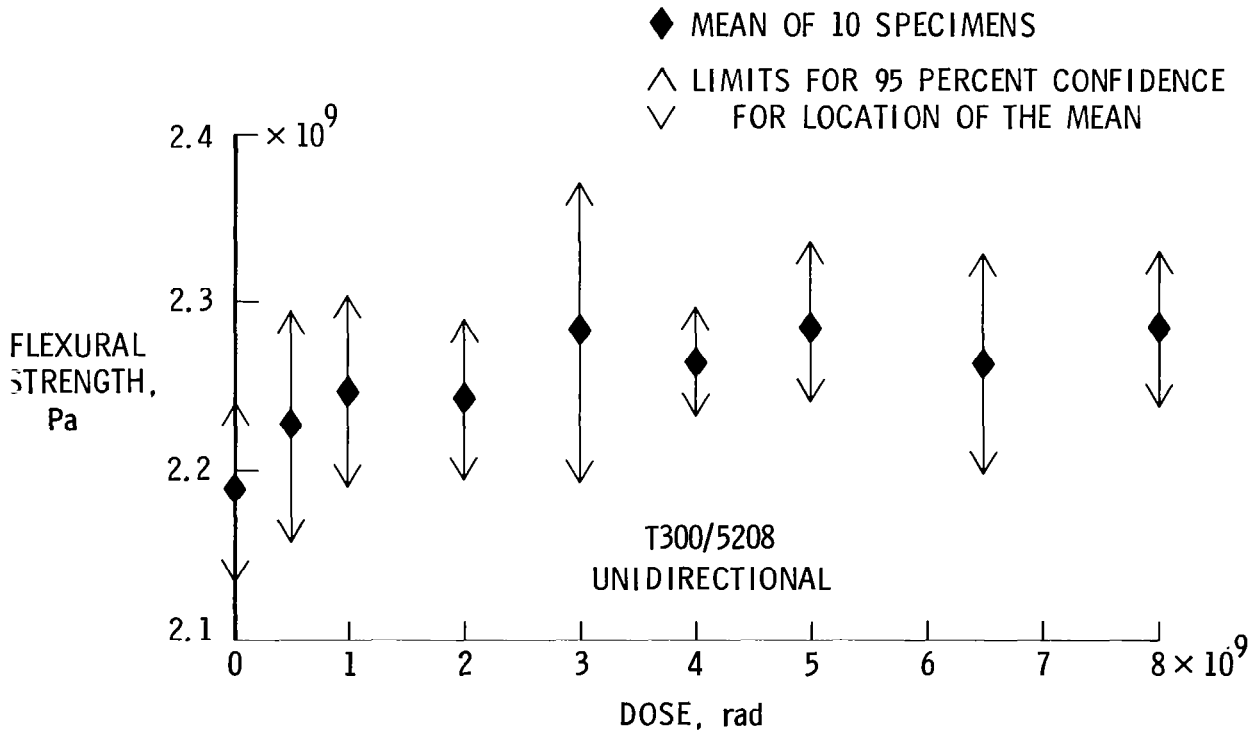 MEAN OF 10 SPECIMENS
LIMITS FOR 95 PERCENT CONFIDENCE
FOR LOCATION OF THE MEAN
2.4 × 10⁹
2.3
FLEXURAL
STRENGTH,
Pa
2.2
T300/5208
UNIDIRECTIONAL
2.1
0 1 2 3 4 5 6 7 8 × 10⁹
DOSE, rad